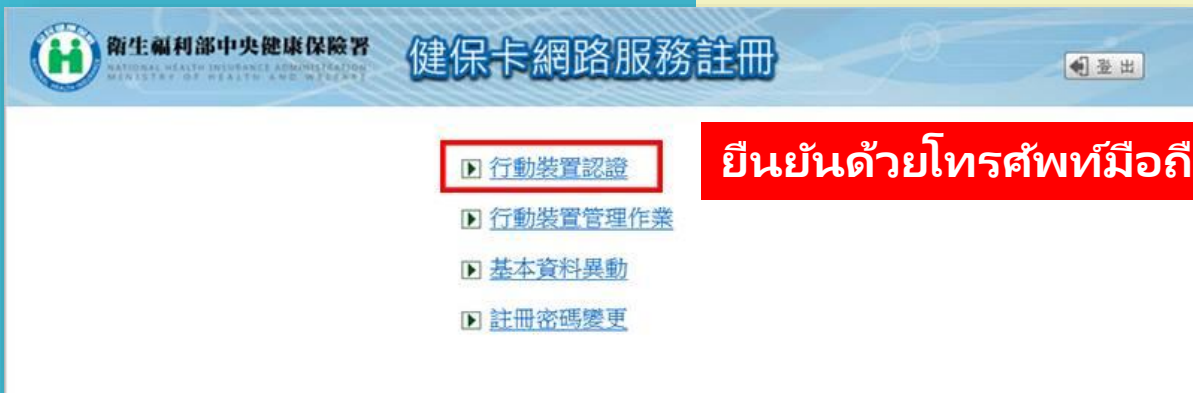 衛生福利部中央健康保險署
NATIONAL HEALTH INSURANCE ADMINISTRATION
MINISTRY OF HEALTH AND WELFARE
健保卡網路服務註冊
登出
行動裝置認證
ยืนยันด้วยโทรศัพท์มือถื
行動裝置管理作業
基本資料異動
註冊密碼變更